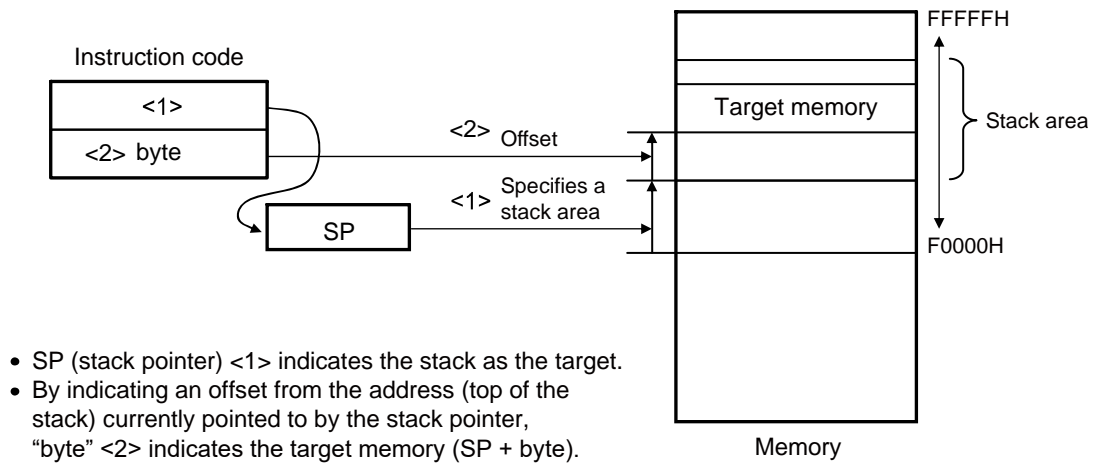 FFFFFH
Instruction code
<1>
Target memory
Stack area
<2> byte
<2> Offset
<1> Specifies a
stack area
SP
F0000H
• SP (stack pointer) <1> indicates the stack as the target.
• By indicating an offset from the address (top of the
stack) currently pointed to by the stack pointer,
“byte” <2> indicates the target memory (SP + byte).
Memory